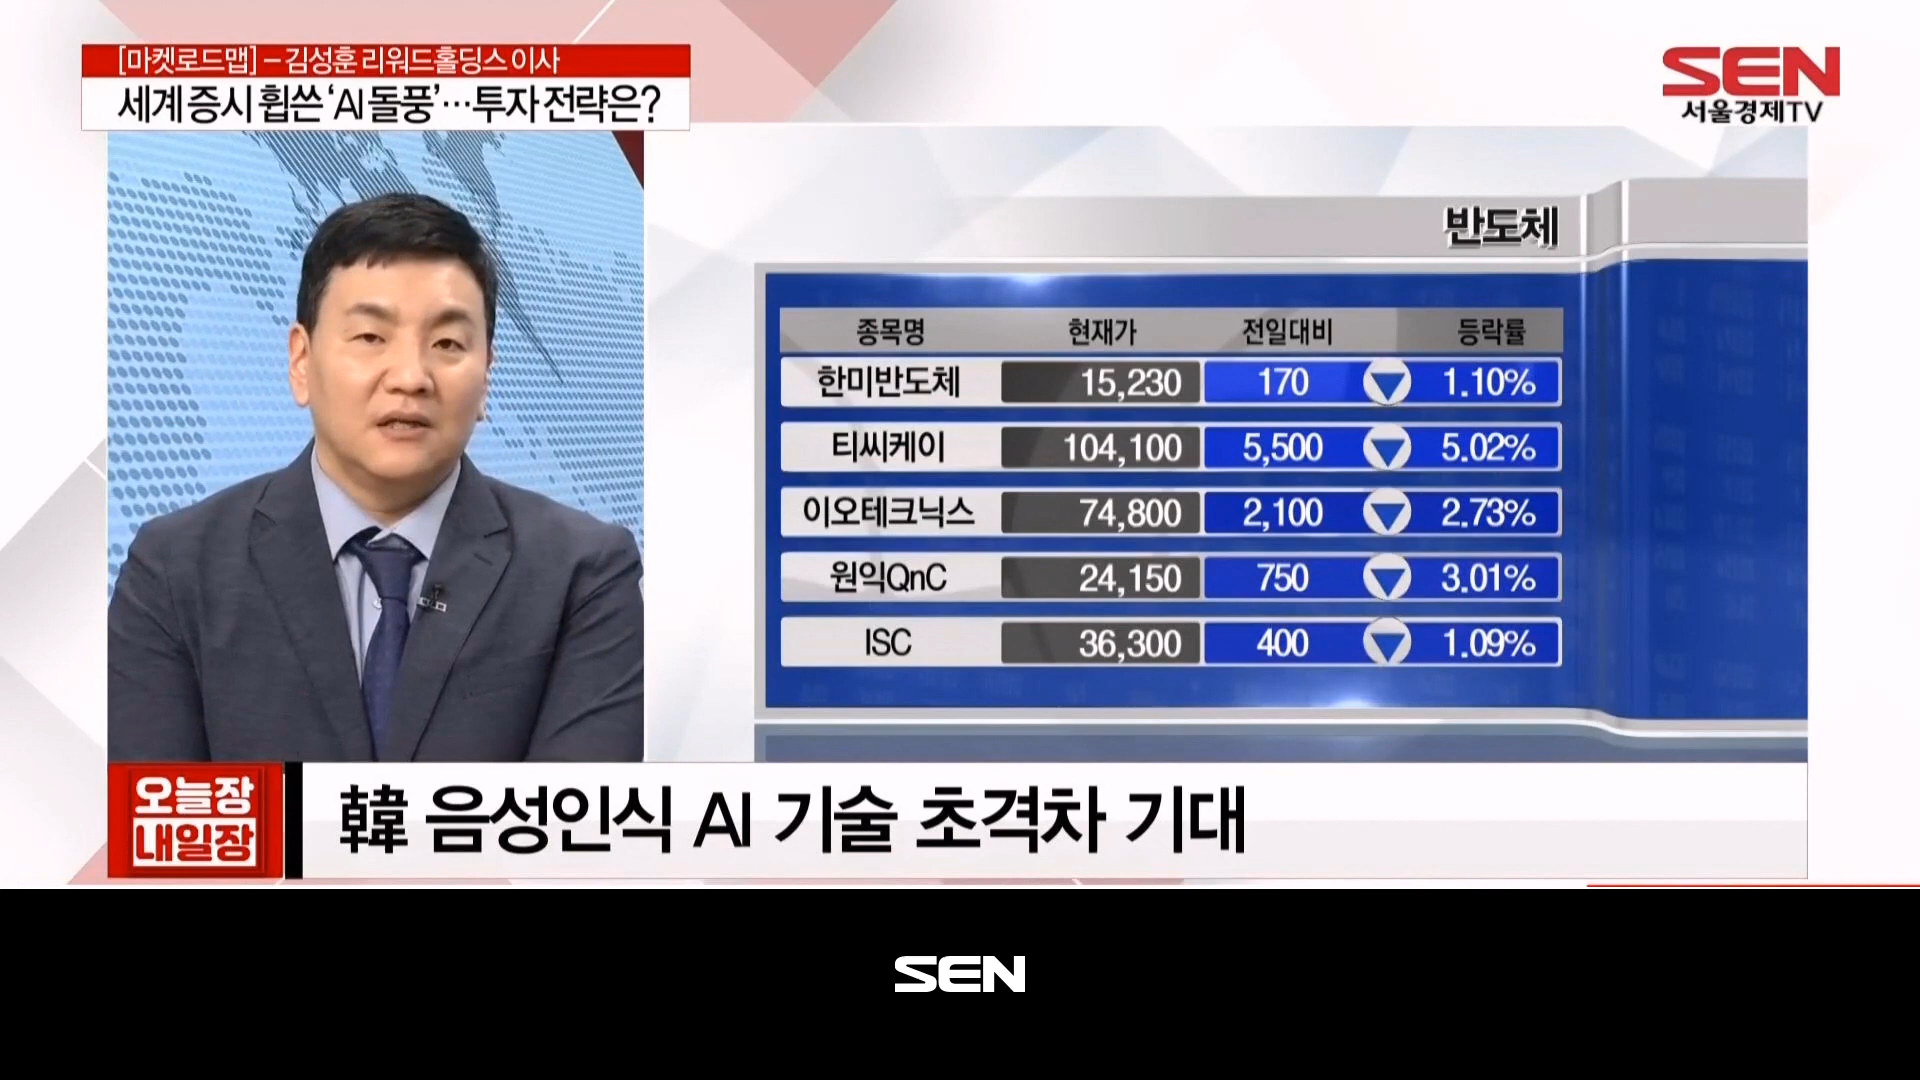 [마켓로드맵] – 김성훈 리워드홀딩스 이사
세계 증시 휩쓴 ‘AI 돌풍’…투자 전략은?
SEN
서울경제TV
반도체
종목명 현재가 전일대비 등락률
한미반도체 15,230 170 ▼ 1.10%
티씨케이 104,100 5,500 ▼ 5.02%
이오테크닉스 74,800 2,100 ▼ 2.73%
원익QnC 24,150 750 ▼ 3.01%
ISC 36,300 400 ▼ 1.09%
오늘장
내일장
韓 음성인식 AI 기술 초격차 기대
SEN